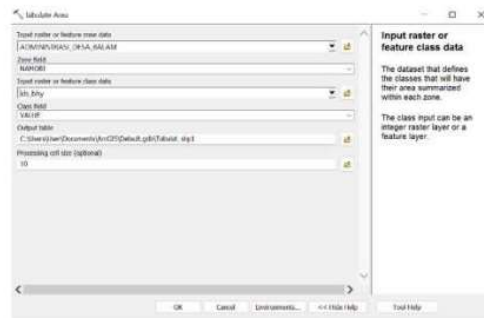 Tabulate Area
Input raster or feature zone data
ADMINISTRASI_DESA_BALAM
Zone field
NAMOBJ
Input raster or feature class data
kls_bhy
Class field
VALUE
Output table
Processing cell size (optional)
10
OK
Cancel
Environments...
<< Hide Help
Tool Help
Input raster or
feature class data
The dataset that defines
the classes that will have
their area summarized
within each zone.
The class input can be an
integer raster layer or a
feature layer.